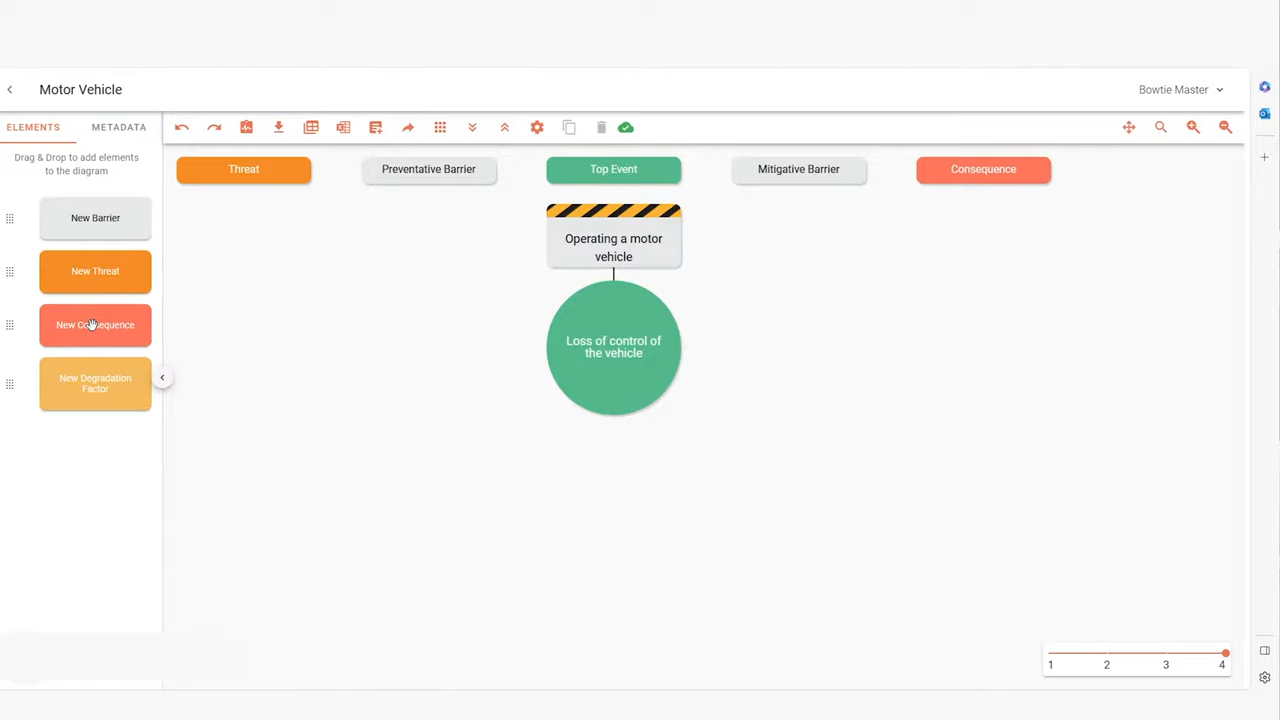 Motor Vehicle
Bowtie Master
ELEMENTS
METADATA
Drag & Drop to add elements
to the diagram
New Barrier
New Threat
New Consequence
New Degradation
Factor
Threat
Preventative Barrier
Top Event
Mitigative Barrier
Consequence
Operating a motor
vehicle
Loss of control of
the vehicle
1 2 3 4